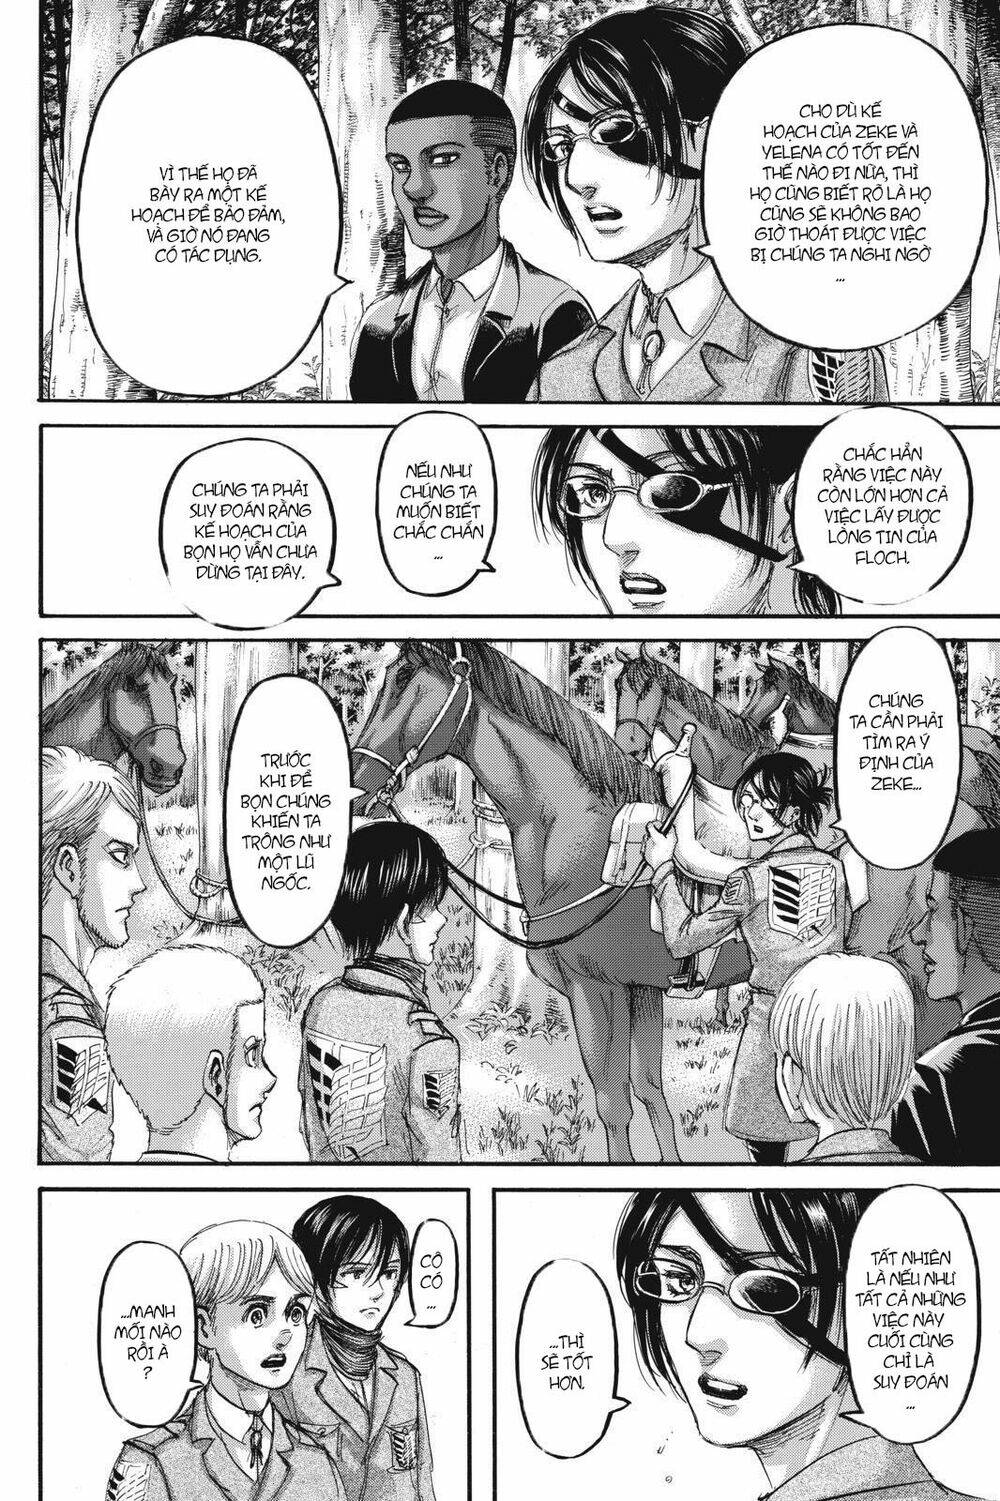 CHO DÙ KẾ
HOẠCH CỦA ZEKE VÀ
YELENA CÓ TỐT ĐẾN
THẾ NÀO ĐI NỮA, THÌ
HỌ CŨNG BIẾT RÕ LÀ HỌ
CŨNG SẼ KHÔNG BAO
GIỜ THOÁT ĐƯỢC VIỆC
BỊ CHÚNG TA NGHI NGỜ
...
VÌ THẾ HỌ ĐÃ
BÀY RA MỘT KẾ
HOẠCH ĐỂ BẢO ĐẢM,
VÀ GIỜ NÓ ĐANG
CÓ TÁC DỤNG.
CHẮC HẲN
RẰNG VIỆC NÀY
CÒN LỚN HƠN CẢ
VIỆC LẤY ĐƯỢC
LÒNG TIN CỦA
FLOCH.
NẾU NHƯ
CHÚNG TA
MUỐN BIẾT
CHẮC CHẮN
...
CHÚNG TA PHẢI
SUY ĐOÁN RẰNG
KẾ HOẠCH CỦA
BỌN HỌ VẪN CHƯA
DỪNG TẠI ĐÂY.
CHÚNG
TA CẦN PHẢI
TÌM RA Ý
ĐỊNH CỦA
ZEKE...
TRƯỚC
KHI ĐỂ
BỌN CHÚNG
KHIẾN TA
TRÔNG NHƯ
MỘT LŨ
NGỐC.
TẤT NHIÊN
LÀ NẾU NHƯ
TẤT CẢ NHỮNG
VIỆC NÀY
CUỐI CÙNG
CHỈ LÀ
SUY ĐOÁN
...
...THÌ
SẼ TỐT
HƠN.
CÔ
CÓ
...
...MANH
MỐI NÀO
RỒI À
?